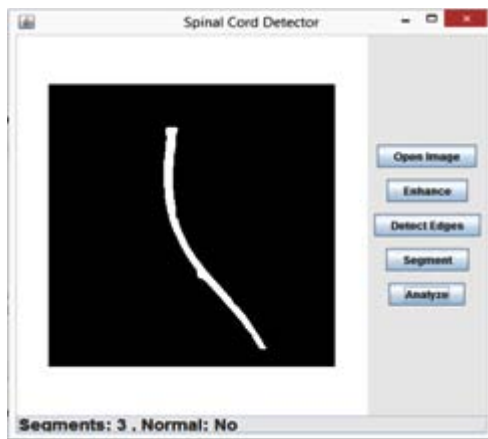 Spinal Cord Detector
Open Image
Enhance
Detect Edges
Segment
Analyze
Segments: 3 . Normal: No